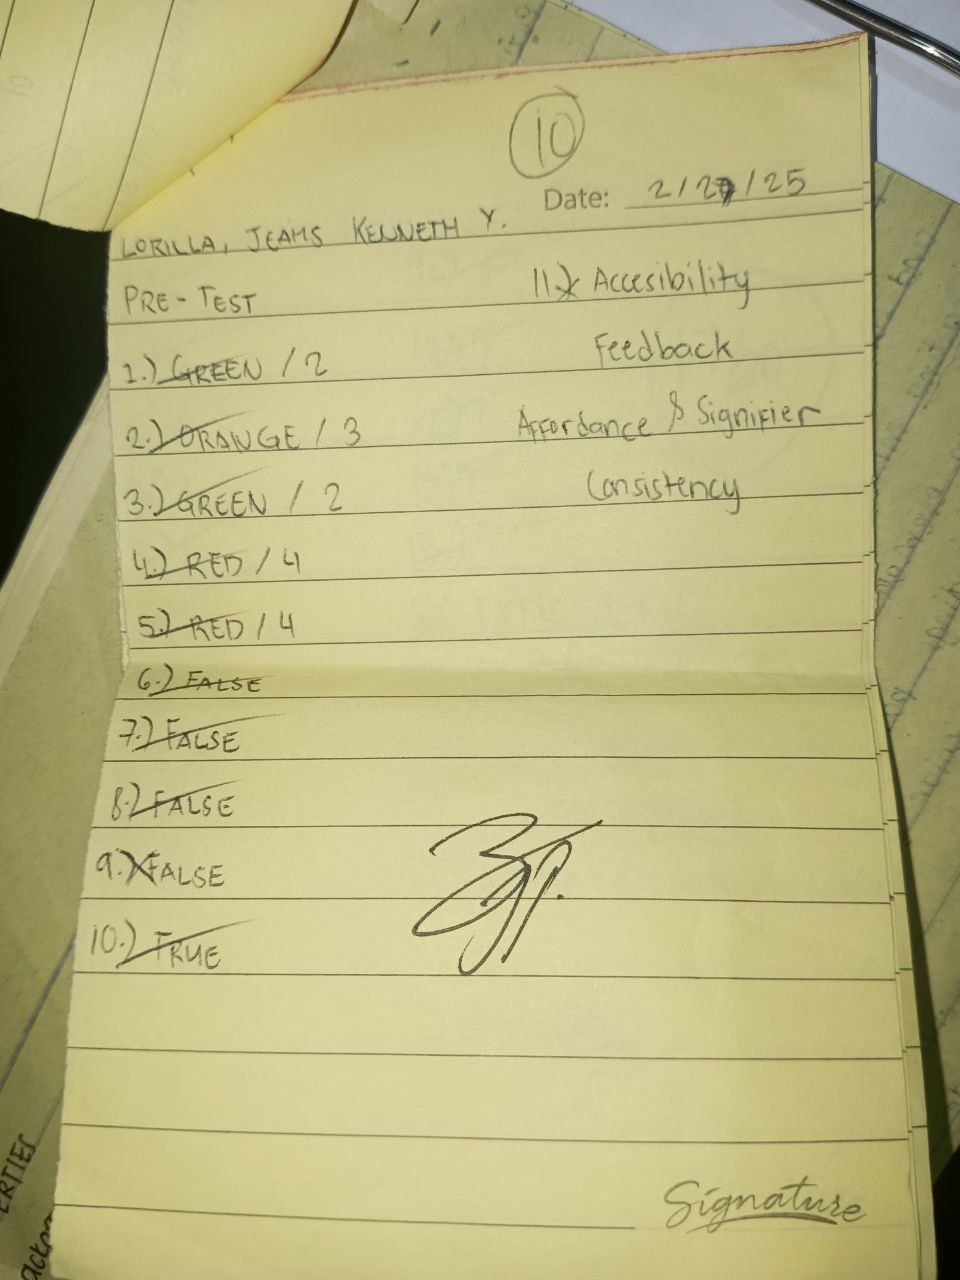 10
Date: 2/27/25
LORILLA, JEAMS KENNETH Y.
PRE-TEST
1.) GREEN / 2
2.) ORANGE / 3
3.) GREEN / 2
4.) RED / 4
5.) RED / 4
6.) FALSE
7.) FALSE
8.) FALSE
9.) FALSE
10.) TRUE
11.) Accesibility
Feedback
Affordance & Signifier
Consistency
Signature
ERTIES